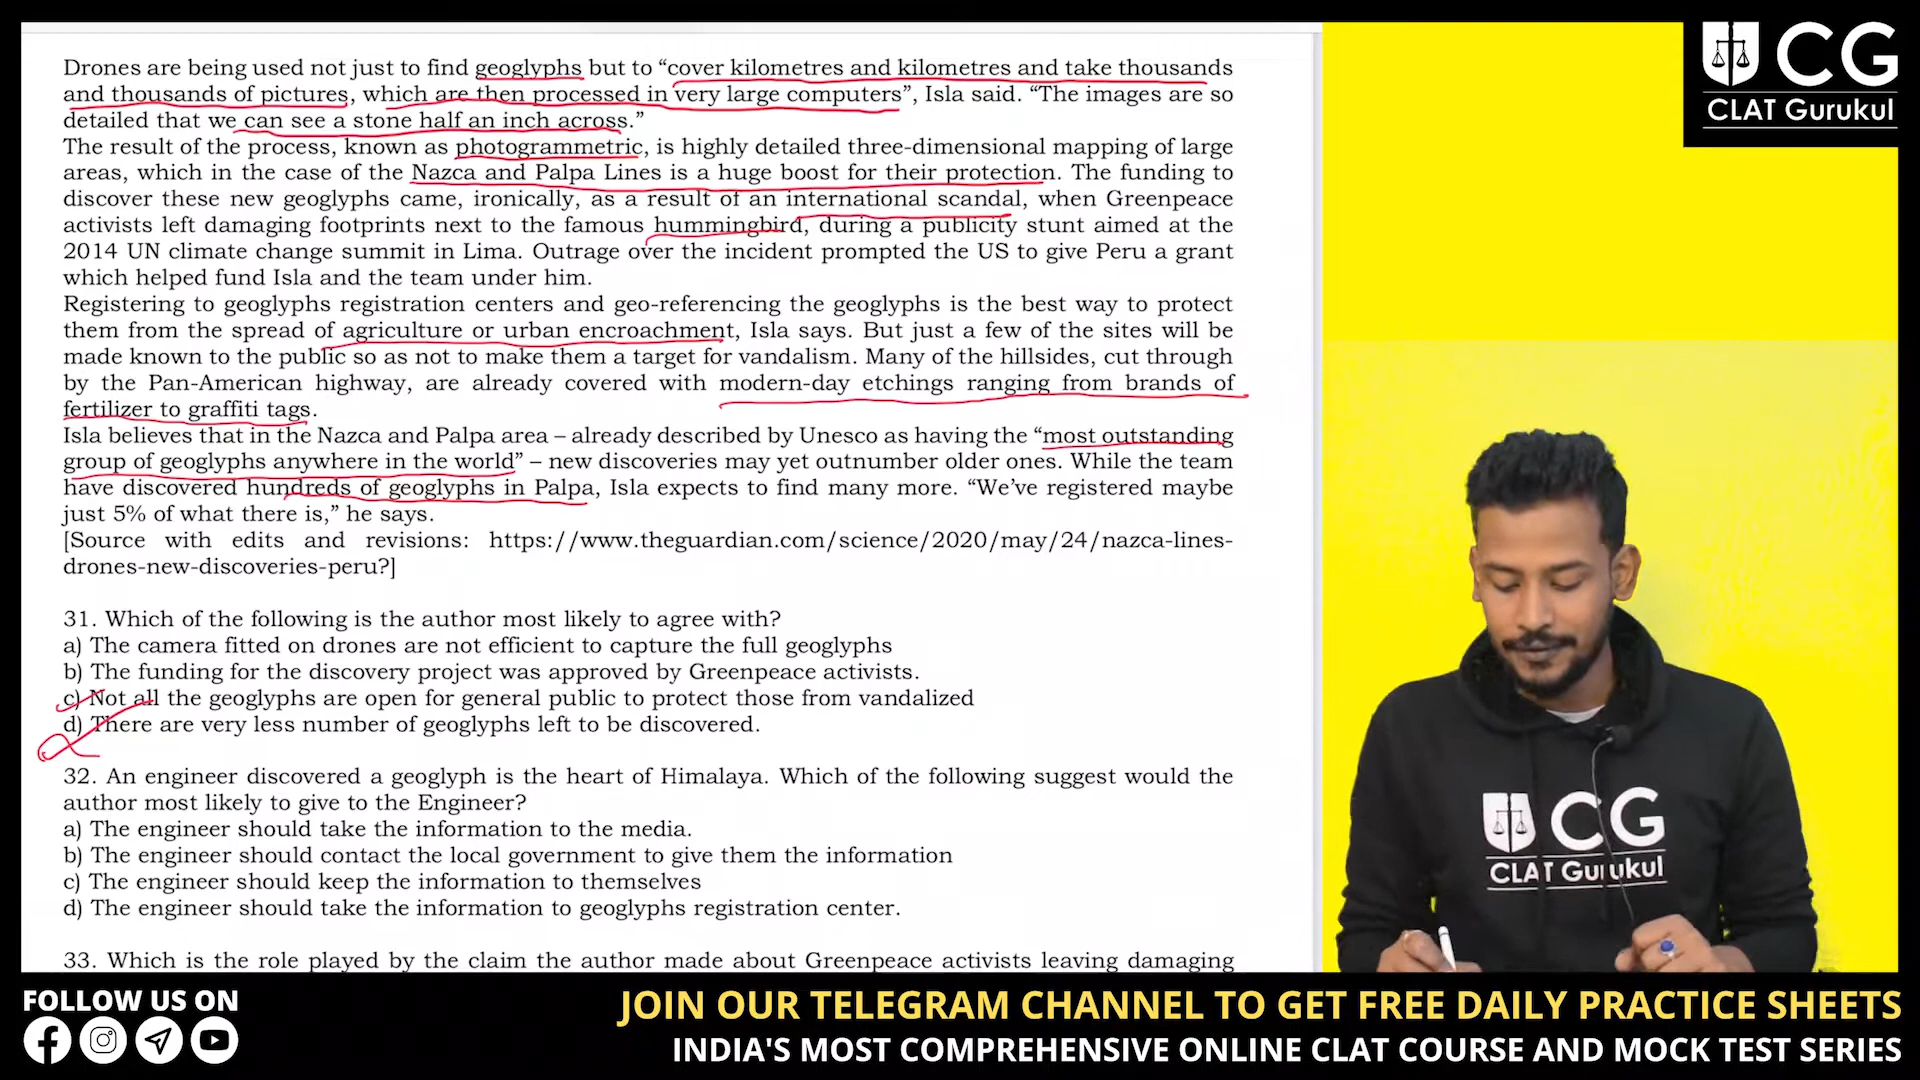 Drones are being used not just to find geoglyphs but to “cover kilometres and kilometres and take thousands
and thousands of pictures, which are then processed in very large computers”, Isla said. “The images are so
detailed that we can see a stone half an inch across.”
The result of the process, known as photogrammetric, is highly detailed three-dimensional mapping of large
areas, which in the case of the Nazca and Palpa Lines is a huge boost for their protection. The funding to
discover these new geoglyphs came, ironically, as a result of an international scandal, when Greenpeace
activists left damaging footprints next to the famous hummingbird, during a publicity stunt aimed at the
2014 UN climate change summit in Lima. Outrage over the incident prompted the US to give Peru a grant
which helped fund Isla and the team under him.
Registering to geoglyphs registration centers and geo-referencing the geoglyphs is the best way to protect
them from the spread of agriculture or urban encroachment, Isla says. But just a few of the sites will be
made known to the public so as not to make them a target for vandalism. Many of the hillsides, cut through
by the Pan-American highway, are already covered with modern-day etchings ranging from brands of
fertilizer to graffiti tags.
Isla believes that in the Nazca and Palpa area – already described by Unesco as having the “most outstanding
group of geoglyphs anywhere in the world” – new discoveries may yet outnumber older ones. While the team
have discovered hundreds of geoglyphs in Palpa, Isla expects to find many more. “We’ve registered maybe
just 5% of what there is,” he says.
[Source with edits and revisions: https://www.theguardian.com/science/2020/may/24/nazca-lines-
drones-new-discoveries-peru?]
31. Which of the following is the author most likely to agree with?
a) The camera fitted on drones are not efficient to capture the full geoglyphs
b) The funding for the discovery project was approved by Greenpeace activists.
c) Not all the geoglyphs are open for general public to protect those from vandalized
d) There are very less number of geoglyphs left to be discovered.
32. An engineer discovered a geoglyph is the heart of Himalaya. Which of the following suggest would the
author most likely to give to the Engineer?
a) The engineer should take the information to the media.
b) The engineer should contact the local government to give them the information
c) The engineer should keep the information to themselves
d) The engineer should take the information to geoglyphs registration center.
33. Which is the role played by the claim the author made about Greenpeace activists leaving damaging
CG
CLAT Gurukul
CG
CLAT Gurukul
FOLLOW US ON
JOIN OUR TELEGRAM CHANNEL TO GET FREE DAILY PRACTICE SHEETS
INDIA'S MOST COMPREHENSIVE ONLINE CLAT COURSE AND MOCK TEST SERIES